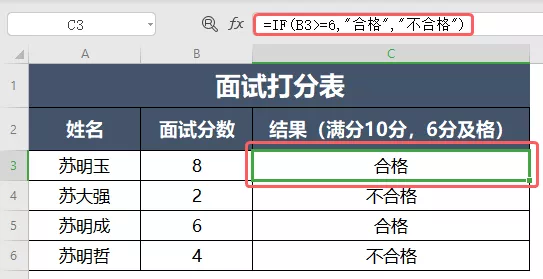 C3 fx =IF(B3>=6,"合格","不合格")
A B C
1 面试打分表
2 姓名 面试分数 结果（满分10分，6分及格）
3 苏明玉 8 合格
4 苏大强 2 不合格
5 苏明成 6 合格
6 苏明哲 4 不合格